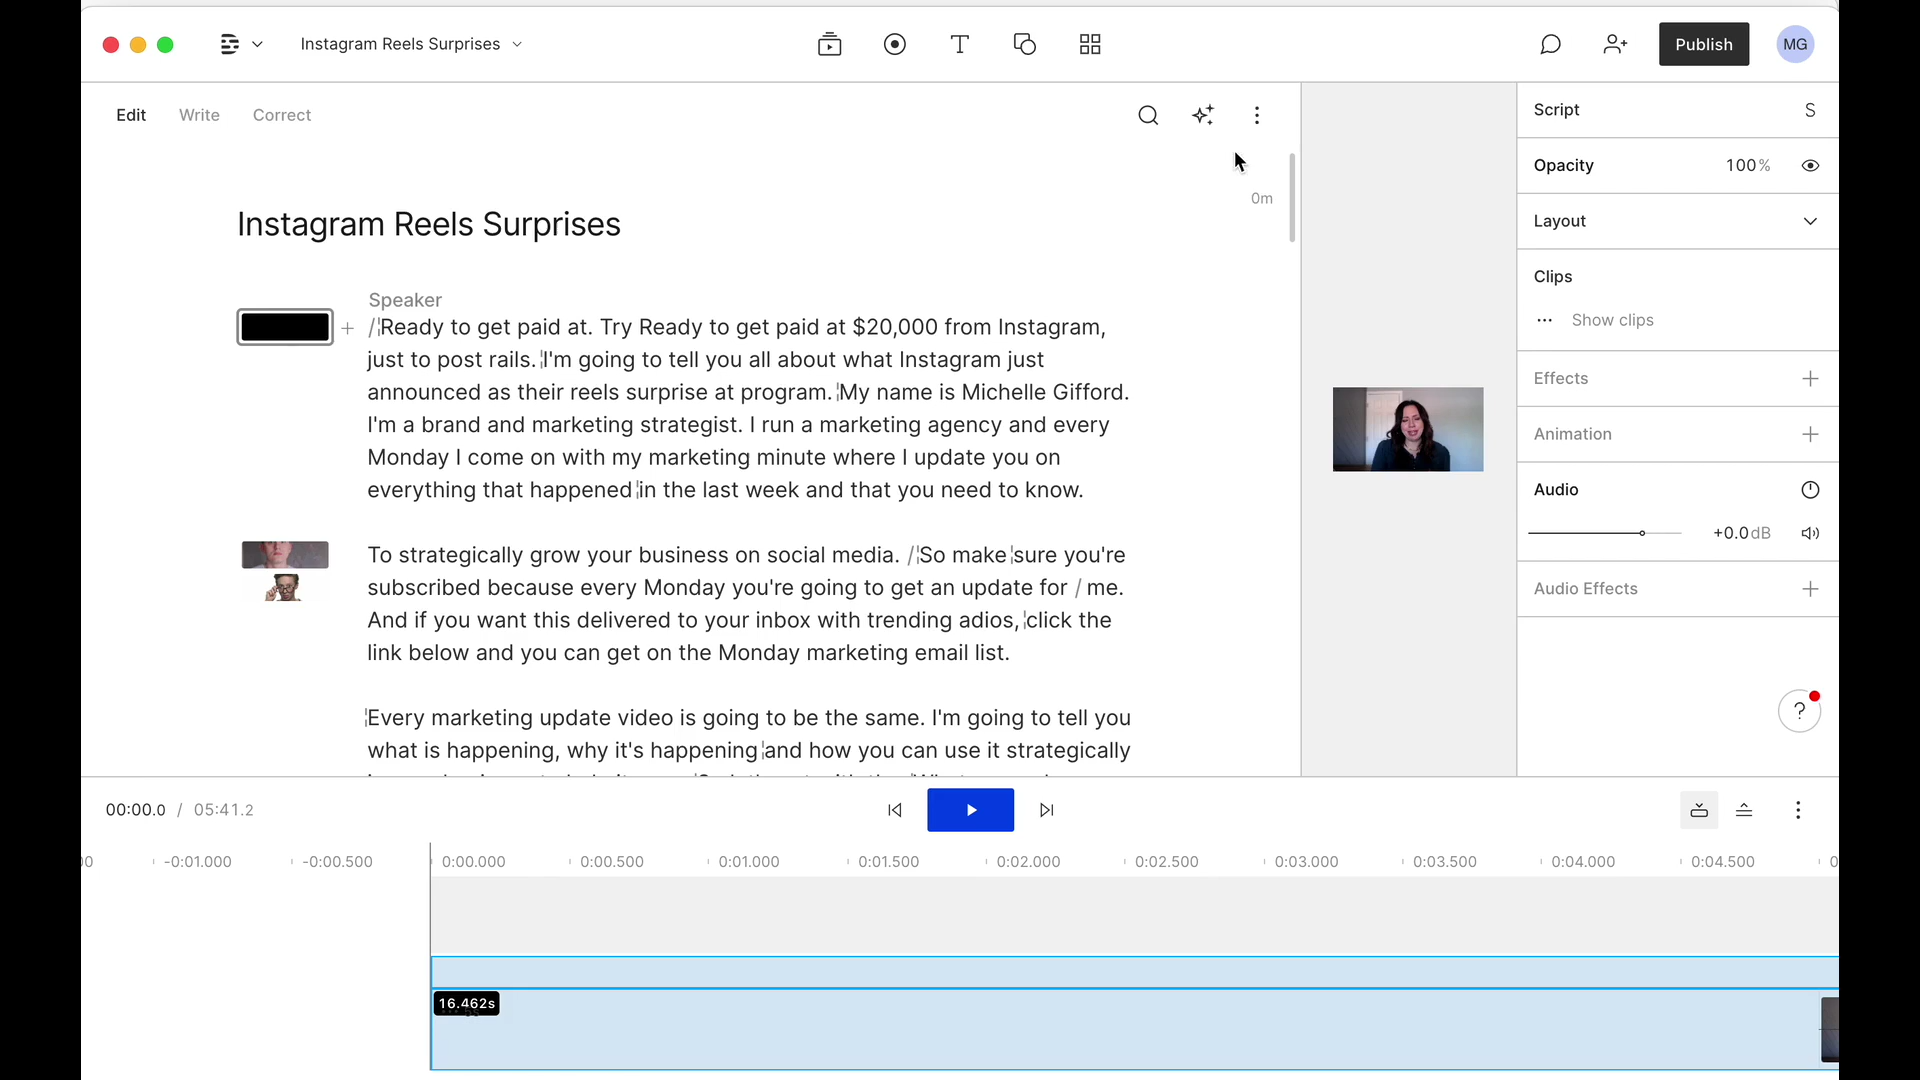 Instagram Reels Surprises
Publish
MG
Edit
Write
Correct
0m
Instagram Reels Surprises
Speaker
/Ready to get paid at. Try Ready to get paid at $20,000 from Instagram,
just to post rails. I'm going to tell you all about what Instagram just
announced as their reels surprise at program. My name is Michelle Gifford.
I'm a brand and marketing strategist. I run a marketing agency and every
Monday I come on with my marketing minute where I update you on
everything that happened in the last week and that you need to know.
To strategically grow your business on social media. / So make sure you're
subscribed because every Monday you're going to get an update for / me.
And if you want this delivered to your inbox with trending adios, click the
link below and you can get on the Monday marketing email list.
Every marketing update video is going to be the same. I'm going to tell you
what is happening, why it's happening and how you can use it strategically
Script
S
Opacity
100%
Layout
Clips
Show clips
Effects
Animation
Audio
+0.0dB
Audio Effects
?
00:00.0 / 05:41.2
-0:01.000
-0:00.500
0:00.000
0:00.500
0:01.000
0:01.500
0:02.000
0:02.500
0:03.000
0:03.500
0:04.000
0:04.500
16.462s